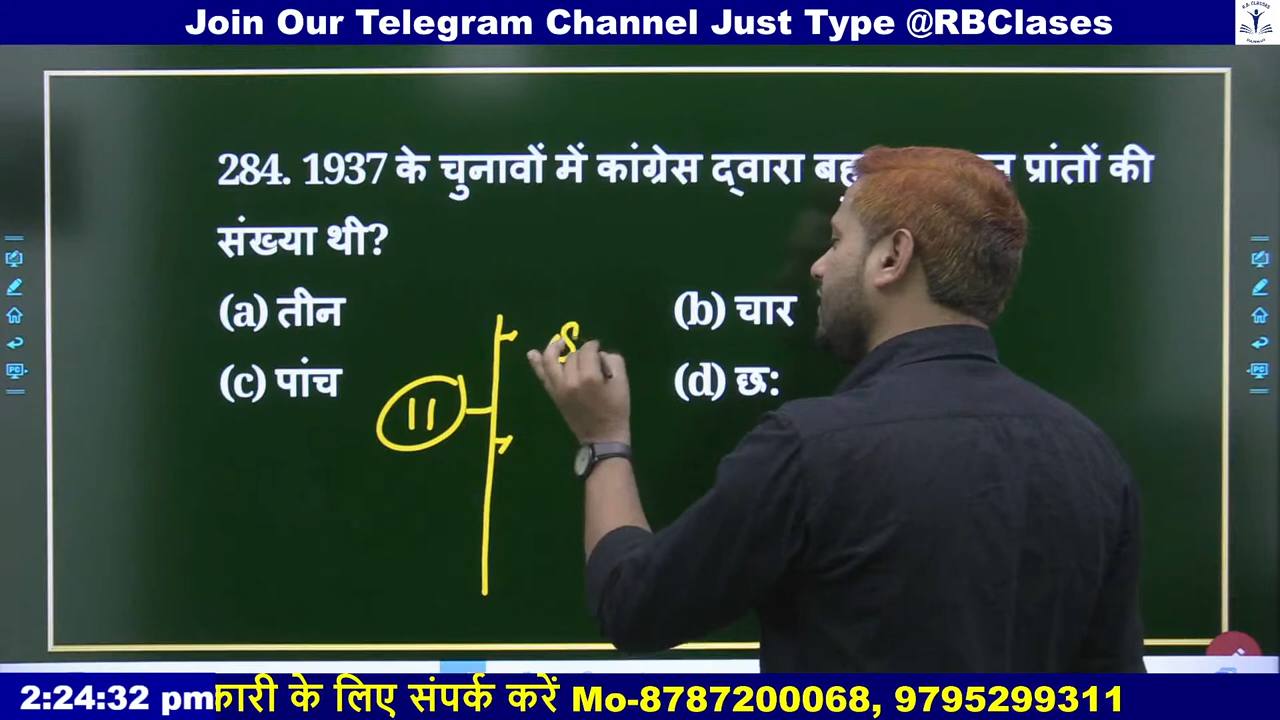 Join Our Telegram Channel Just Type @RBClases
284. 1937 के चुनावों में कांग्रेस द्वारा प्रांतों की
संख्या थी?
(a) तीन (b) चार
(c) पांच (d) छः
11
2:24:32 pm के लिए संपर्क करें Mo-8787200068, 9795299311